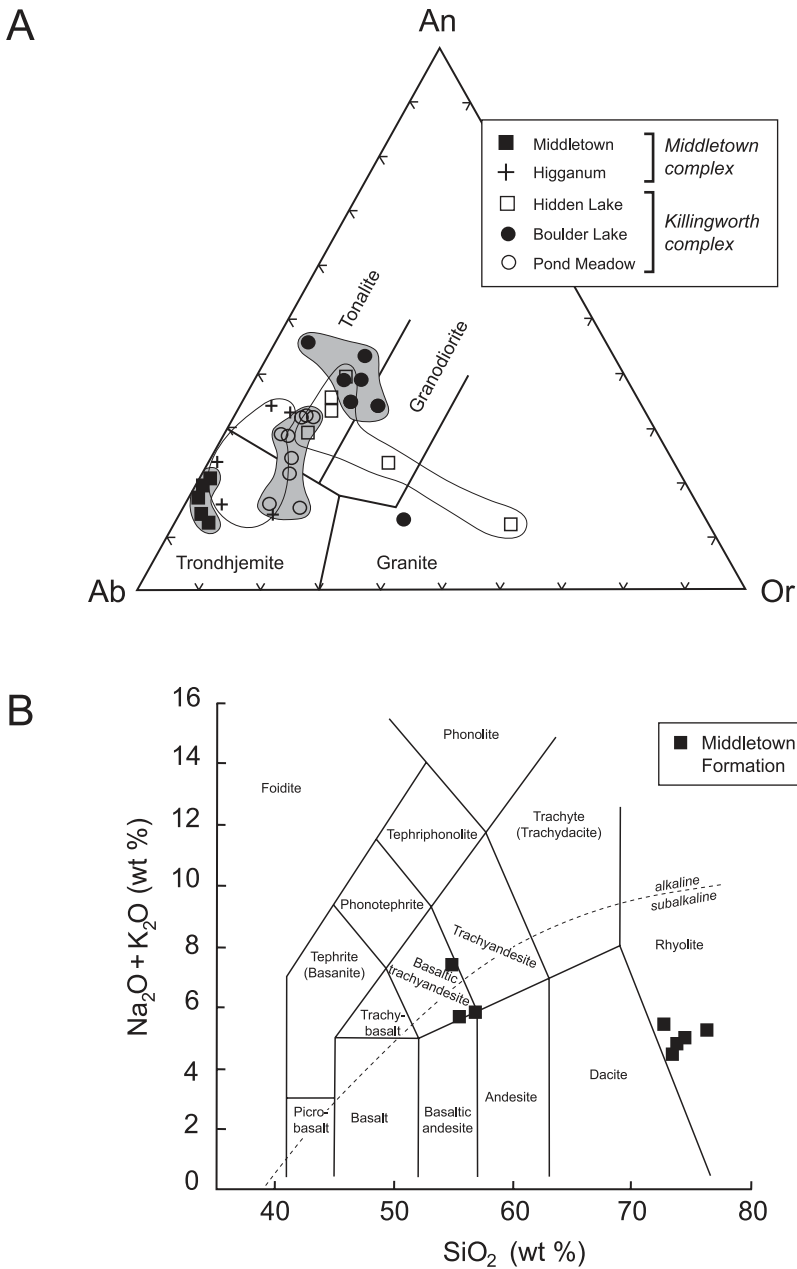 A
An
Middletown
Higganum
Middletown
complex
Hidden Lake
Boulder Lake
Pond Meadow
Killingworth
complex
Tonalite
Granodiorite
Trondhjemite
Granite
Ab
Or
B
16
14
12
10
8
6
4
2
0
Na₂O + K₂O (wt %)
Phonolite
Middletown
Formation
Foidite
Trachyte
(Trachydacite)
Tephriphonolite
alkaline
subalkaline
Phonotephrite
Trachyandesite
Rhyolite
Tephrite
(Basanite)
Basaltic
trachyandesite
Trachy-
basalt
Dacite
Andesite
Picro-
basalt
Basalt
Basaltic
andesite
40
50
60
70
SiO₂ (wt %)